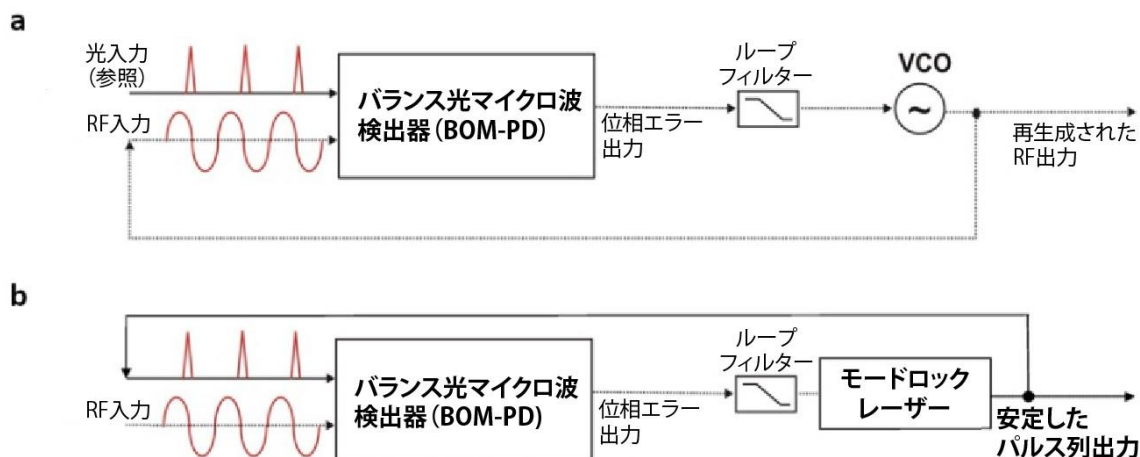 a
光入力
(参照)
RF入力
バランス光マイクロ波
検出器(BOM-PD)
位相エラー
出力
ループ
フィルター
VCO
~
再生成された
RF出力
b
RF入力
バランス光マイクロ波
検出器(BOM-PD)
位相エラー
出力
ループ
フィルター
モードロック
レーザー
安定した
パルス列出力